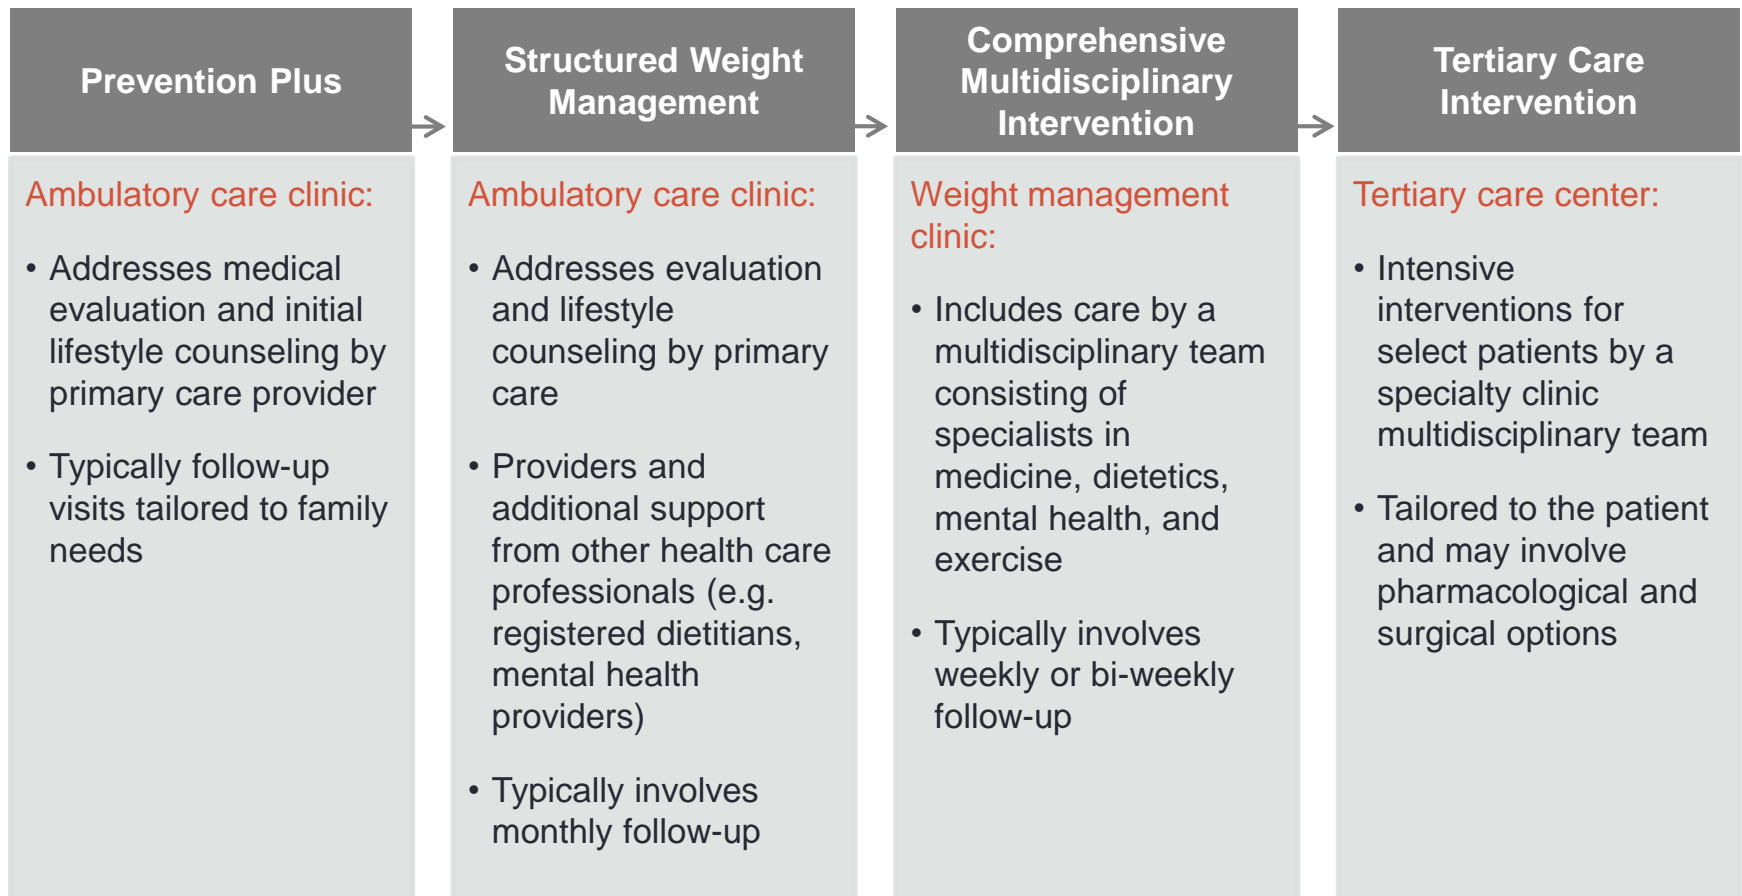 Prevention Plus
Ambulatory care clinic:
• Addresses medical
evaluation and initial
lifestyle counseling by
primary care provider
• Typically follow-up
visits tailored to family
needs
Structured Weight
Management
Ambulatory care clinic:
• Addresses evaluation
and lifestyle
counseling by primary
care
• Providers and
additional support
from other health care
professionals (e.g.
registered dietitians,
mental health
providers)
• Typically involves
monthly follow-up
Comprehensive
Multidisciplinary
Intervention
Weight management
clinic:
• Includes care by a
multidisciplinary team
consisting of
specialists in
medicine, dietetics,
mental health, and
exercise
• Typically involves
weekly or bi-weekly
follow-up
Tertiary Care
Intervention
Tertiary care center:
• Intensive
interventions for
select patients by a
specialty clinic
multidisciplinary team
• Tailored to the patient
and may involve
pharmacological and
surgical options